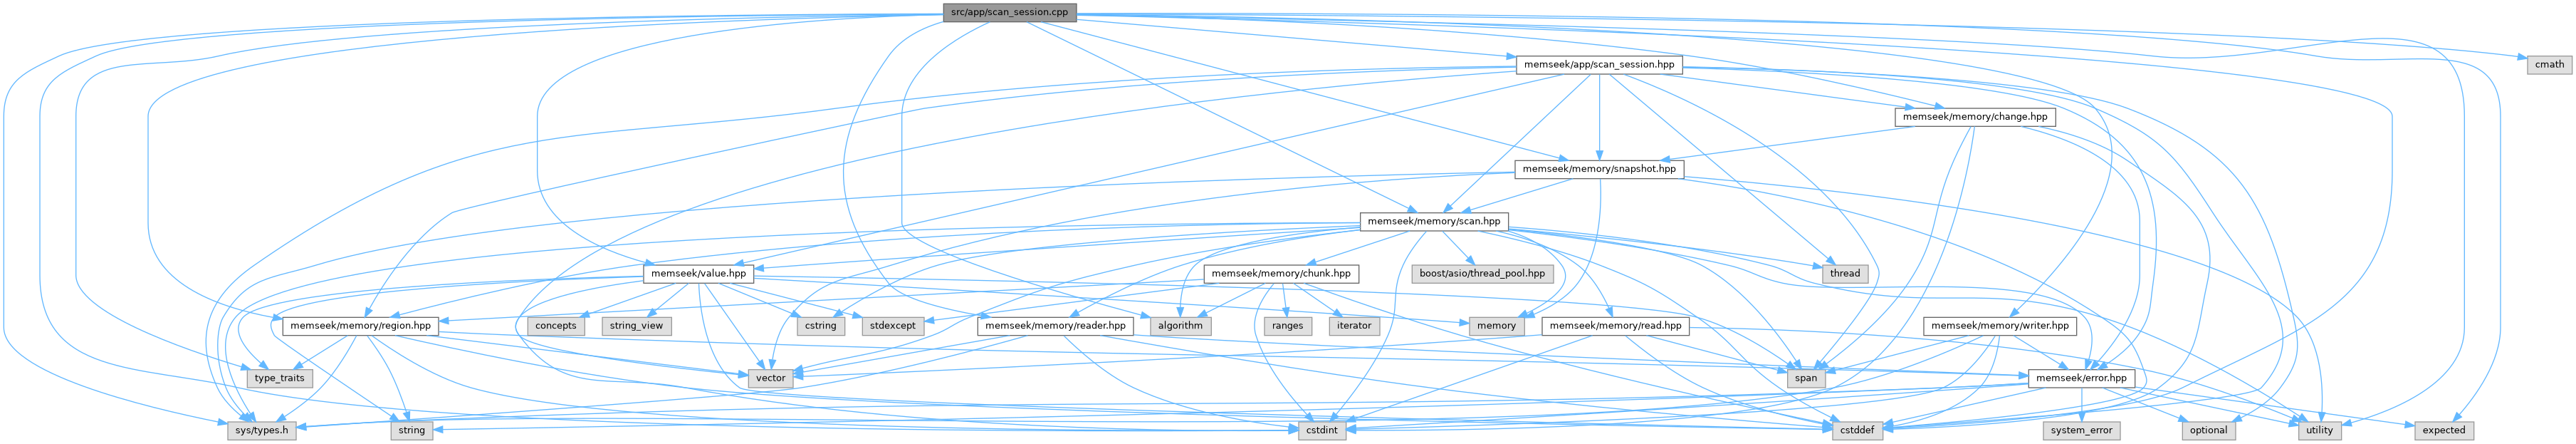 src/app/scan_session.cpp
memseek/app/scan_session.hpp
cmath
memseek/memory/change.hpp
memseek/memory/snapshot.hpp
memseek/memory/scan.hpp
memseek/value.hpp
memseek/memory/chunk.hpp
boost/asio/thread_pool.hpp
thread
memseek/memory/region.hpp
concepts
string_view
cstring
stdexcept
memseek/memory/reader.hpp
algorithm
ranges
iterator
memory
memseek/memory/read.hpp
memseek/memory/writer.hpp
type_traits
vector
span
memseek/error.hpp
sys/types.h
string
cstdint
cstddef
system_error
optional
utility
expected